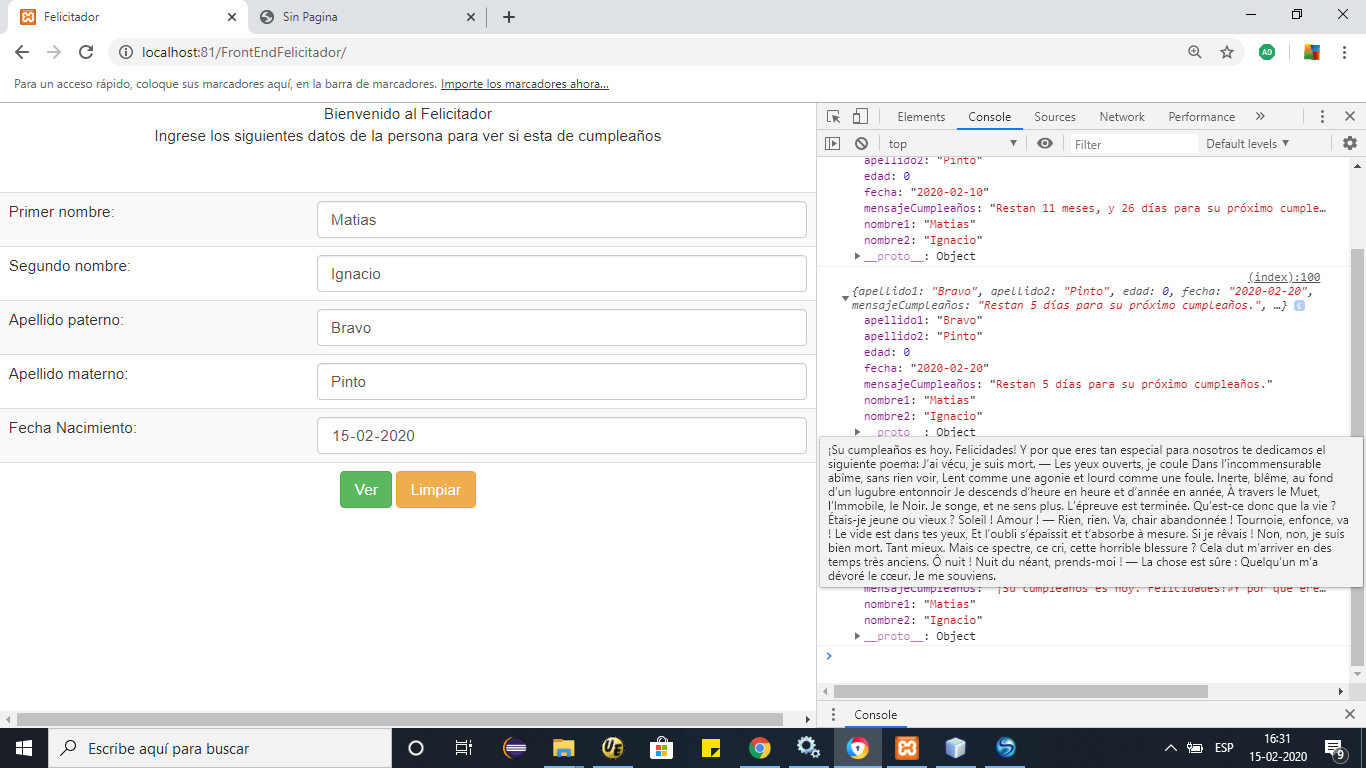 Felicitador
Sin Pagina
localhost:81/FrontEndFelicitador/
AD
Para un acceso rápido, coloque sus marcadores aquí, en la barra de marcadores. Importe los marcadores ahora...
Bienvenido al Felicitador
Ingrese los siguientes datos de la persona para ver si esta de cumpleaños
Primer nombre:
Matias
Segundo nombre:
Ignacio
Apellido paterno:
Bravo
Apellido materno:
Pinto
Fecha Nacimiento:
15-02-2020
Ver
Limpiar
Elements
Console
Sources
Network
Performance
top
Filter
Default levels
apellido2: "Pinto"
edad: 0
fecha: "2020-02-10"
mensajeCumpleaños: "Restan 11 meses, y 26 días para su próximo cumple…
nombre1: "Matias"
nombre2: "Ignacio"
__proto__: Object
(index):100
{apellido1: "Bravo", apellido2: "Pinto", edad: 0, fecha: "2020-02-20",
mensajeCumpleaños: "Restan 5 días para su próximo cumpleaños.", …}
apellido1: "Bravo"
apellido2: "Pinto"
edad: 0
fecha: "2020-02-20"
mensajeCumpleaños: "Restan 5 días para su próximo cumpleaños."
nombre1: "Matias"
nombre2: "Ignacio"
__proto__: Object
¡Su cumpleaños es hoy. Felicidades! Y por que eres tan especial para nosotros te dedicamos el
siguiente poema: J’ai vécu, je suis mort. — Les yeux ouverts, je coule Dans l’incommensurable
abîme, sans rien voir, Lent comme une agonie et lourd comme une foule. Inerte, blême, au fond
d’un lugubre entonnoir Je descends d’heure en heure et d’année en année, À travers le Muet,
l’Immobile, le Noir. Je songe, et ne sens plus. L’épreuve est terminée. Qu’est-ce donc que la vie ?
Étais-je jeune ou vieux ? Soleil ! Amour ! — Rien, rien. Va, chair abandonnée ! Tournoie, enfonce, va
! Le vide est dans tes yeux, Et l’oubli s’épaissit et t’absorbe à mesure. Si je rêvais ! Non, non, je suis
bien mort. Tant mieux. Mais ce spectre, ce cri, cette horrible blessure ? Cela dut m’arriver en des
temps très anciens. Ô nuit ! Nuit du néant, prends-moi ! — La chose est sûre : Quelqu’un m’a
dévoré le cœur. Je me souviens.
mensajeCumpleaños: "¡Su cumpleaños es hoy. Felicidades!↵Y por que ere…
nombre1: "Matias"
nombre2: "Ignacio"
__proto__: Object
Console
Escribe aquí para buscar
ESP
16:31
15-02-2020
9